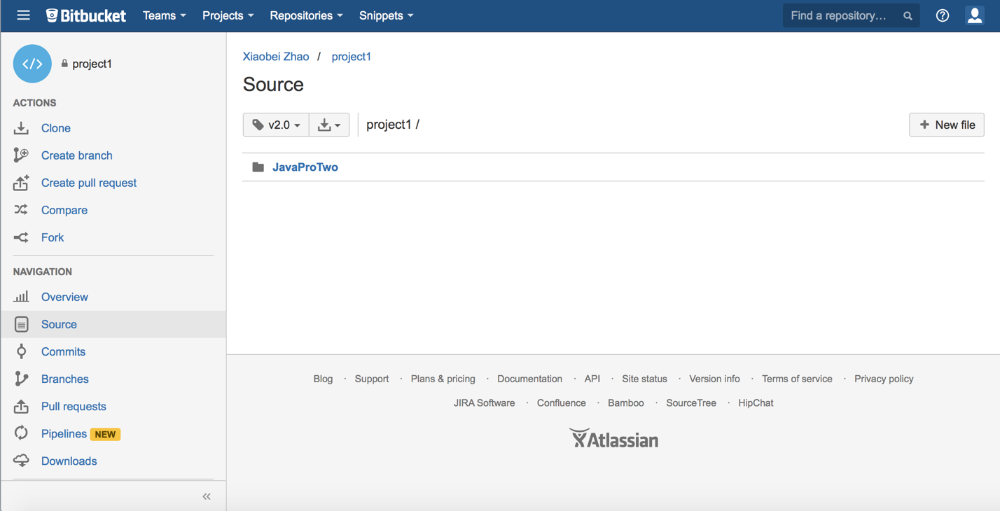 Bitbucket Teams Projects Repositories Snippets Find a repository...
</> project1
ACTIONS
Clone
Create branch
Create pull request
Compare
Fork
NAVIGATION
Overview
Source
Commits
Branches
Pull requests
Pipelines NEW
Downloads
«
Xiaobei Zhao / project1
Source
v2.0 project1 / + New file
JavaProTwo
Blog · Support · Plans & pricing · Documentation · API · Site status · Version info · Terms of service · Privacy policy
JIRA Software · Confluence · Bamboo · SourceTree · HipChat
Atlassian